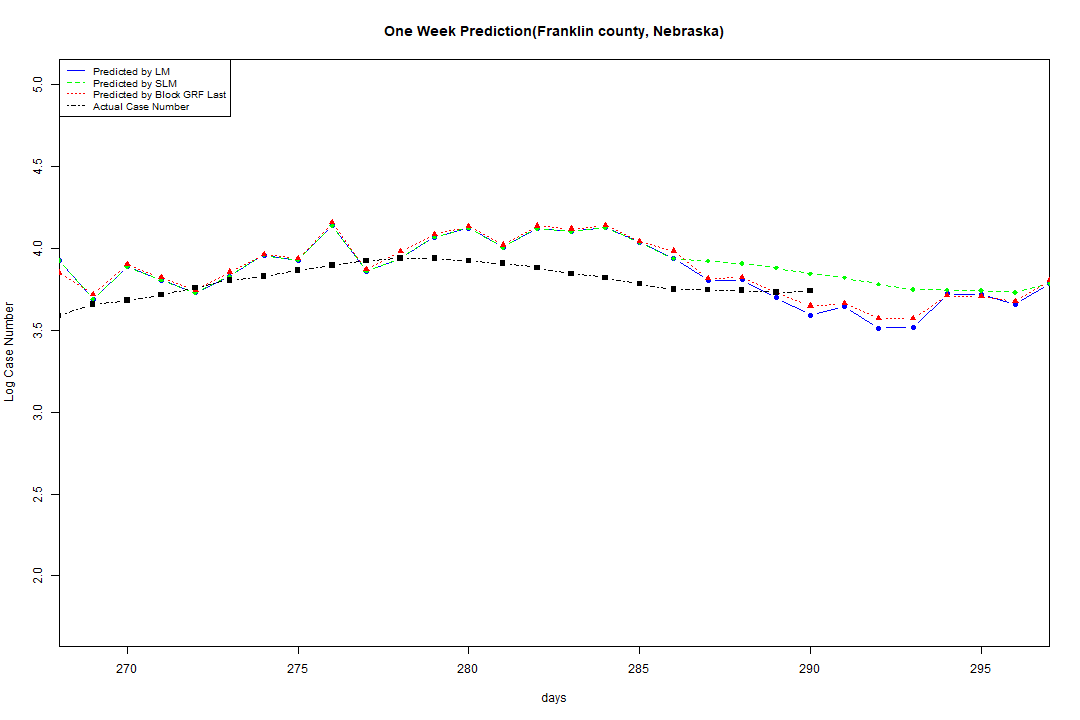 One Week Prediction(Franklin county, Nebraska)
Predicted by LM
Predicted by SLM
Predicted by Block GRF Last
Actual Case Number
5.0
4.5
4.0
3.5
3.0
2.5
2.0
Log Case Number
270 275 280 285 290 295
days